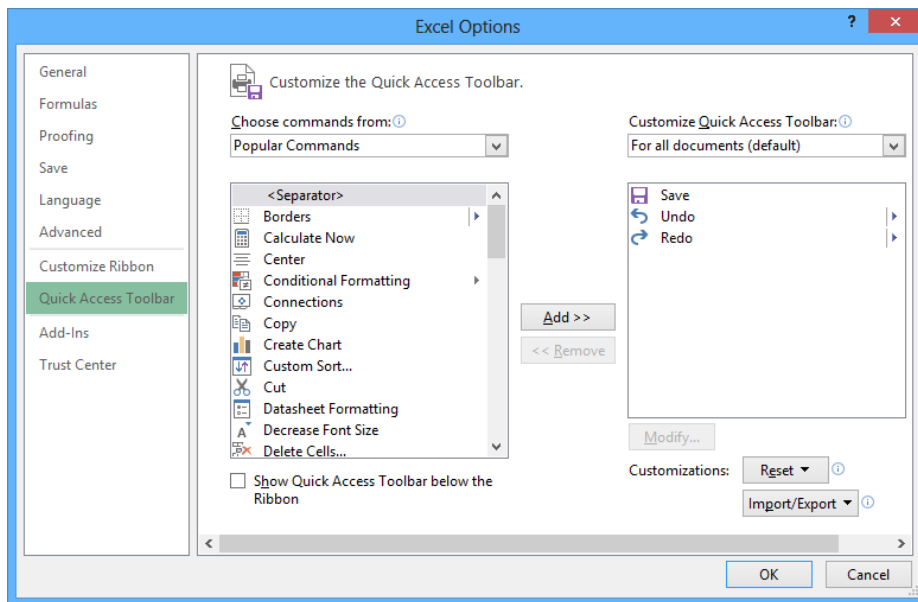 Excel Options
?
General
Formulas
Proofing
Save
Language
Advanced
Customize Ribbon
Quick Access Toolbar
Add-Ins
Trust Center
Customize the Quick Access Toolbar.
Choose commands from:
Popular Commands
<Separator>
Borders
Calculate Now
Center
Conditional Formatting
Connections
Copy
Create Chart
Custom Sort...
Cut
Datasheet Formatting
Decrease Font Size
Delete Cells...
Show Quick Access Toolbar below the
Ribbon
Add >>
<< Remove
Customize Quick Access Toolbar:
For all documents (default)
Save
Undo
Redo
Modify...
Customizations:
Reset
Import/Export
OK
Cancel